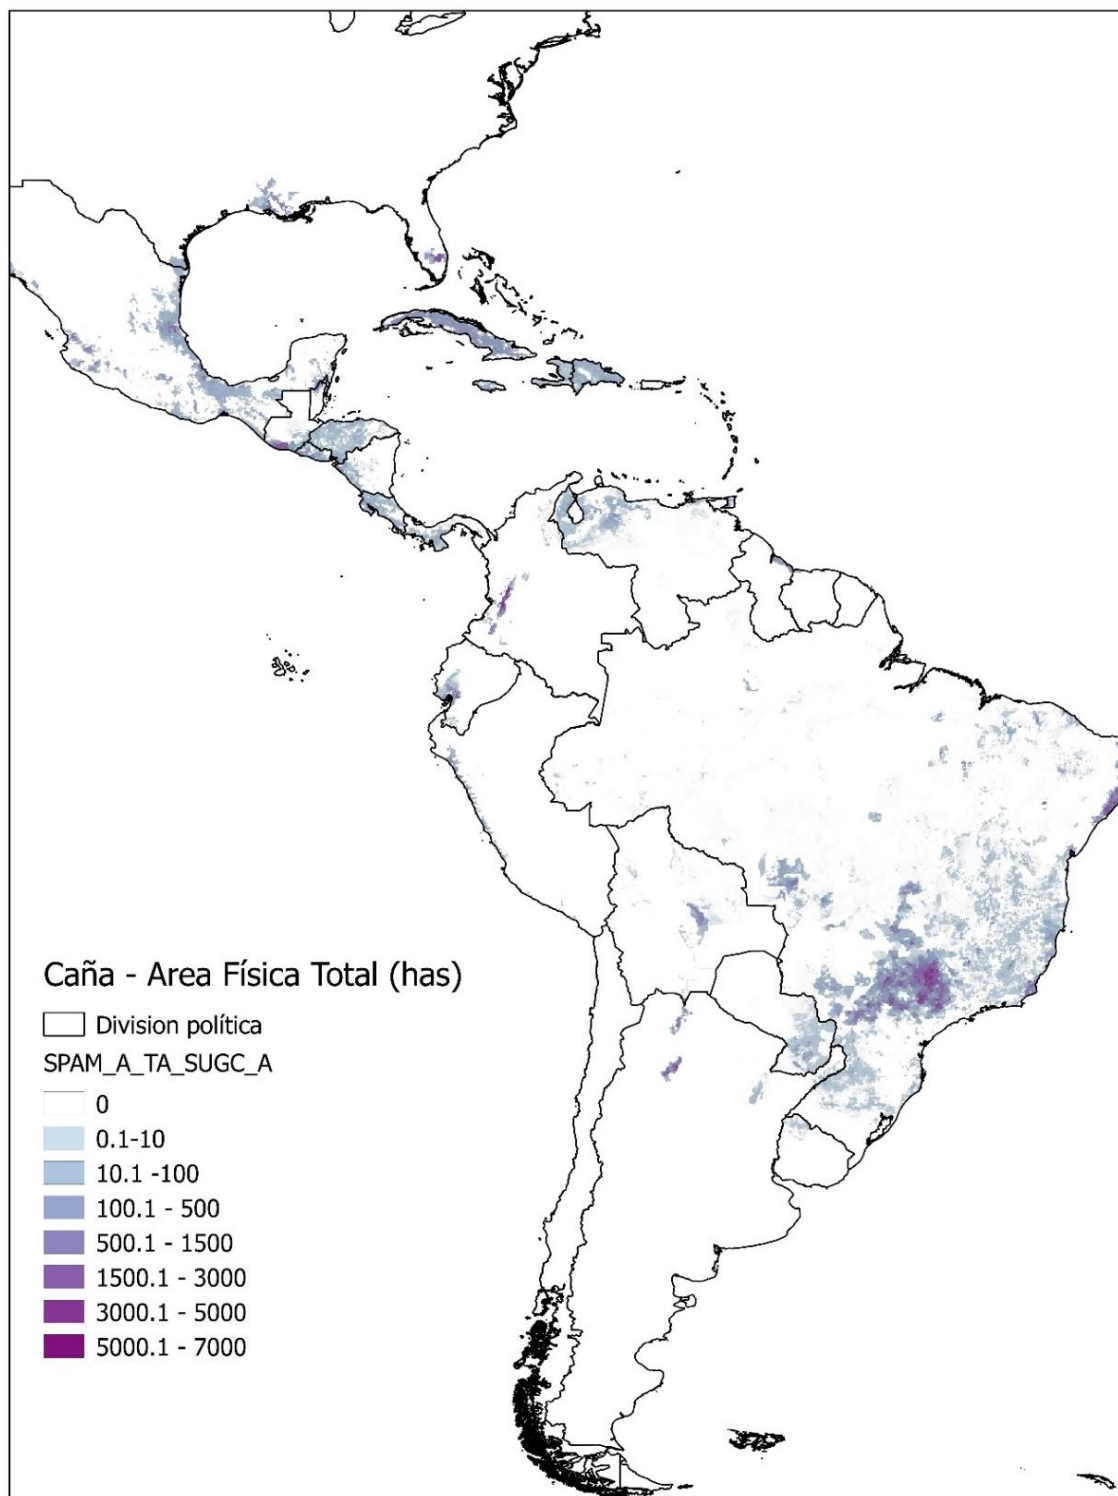 Caña - Area Física Total (has)
Division política
SPAM_A_TA_SUGC_A
0
0.1-10
10.1 -100
100.1 - 500
500.1 - 1500
1500.1 - 3000
3000.1 - 5000
5000.1 - 7000